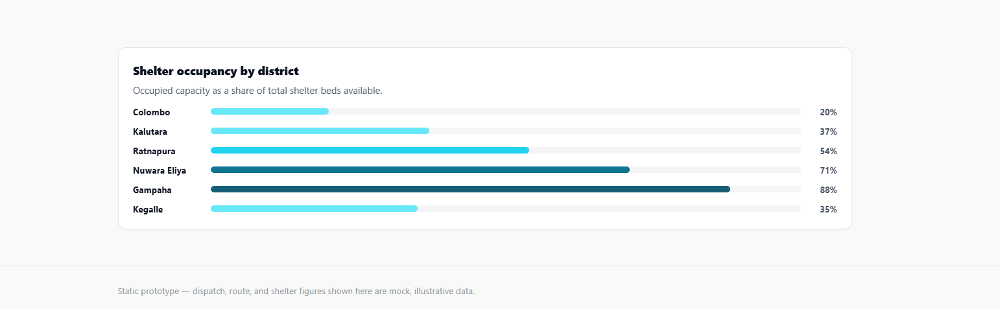 Shelter occupancy by district
Occupied capacity as a share of total shelter beds available.
Colombo 20%
Kalutara 37%
Ratnapura 54%
Nuwara Eliya 71%
Gampaha 88%
Kegalle 35%
Static prototype — dispatch, route, and shelter figures shown here are mock, illustrative data.